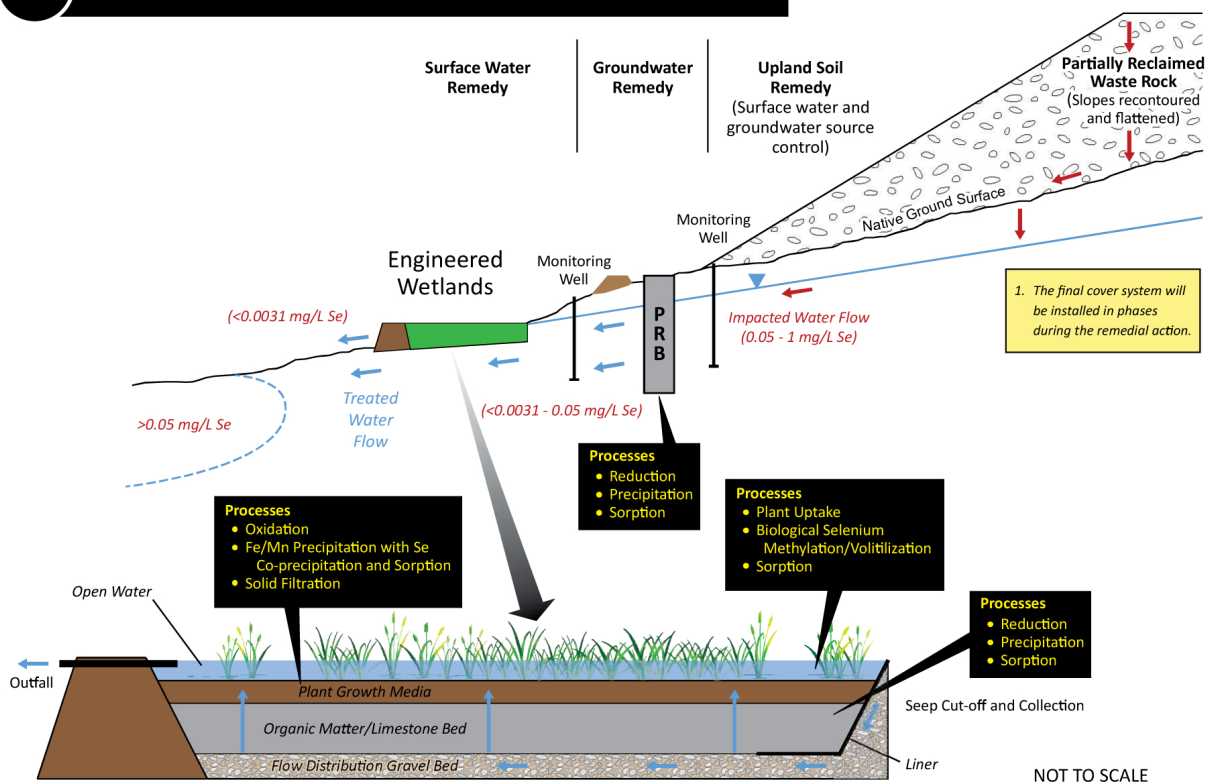 Surface Water
Remedy
Groundwater
Remedy
Upland Soil
Remedy
(Surface water and
groundwater source
control)
Partially Reclaimed
Waste Rock
(Slopes recontoured
and flattened)
Native Ground Surface
Monitoring
Well
Monitoring
Well
Engineered
Wetlands
PRB
(<0.0031 mg/L Se)
Impacted Water Flow
(0.05 - 1 mg/L Se)
1. The final cover system will
be installed in phases
during the remedial action.
Treated
Water
Flow
>0.05 mg/L Se
(<0.0031 - 0.05 mg/L Se)
Processes
• Reduction
• Precipitation
• Sorption
Processes
• Oxidation
• Fe/Mn Precipitation with Se
Co-precipitation and Sorption
• Solid Filtration
Processes
• Plant Uptake
• Biological Selenium
Methylation/Volitilization
• Sorption
Processes
• Reduction
• Precipitation
• Sorption
Open Water
Outfall
Plant Growth Media
Organic Matter/Limestone Bed
Flow Distribution Gravel Bed
Seep Cut-off and Collection
Liner
NOT TO SCALE